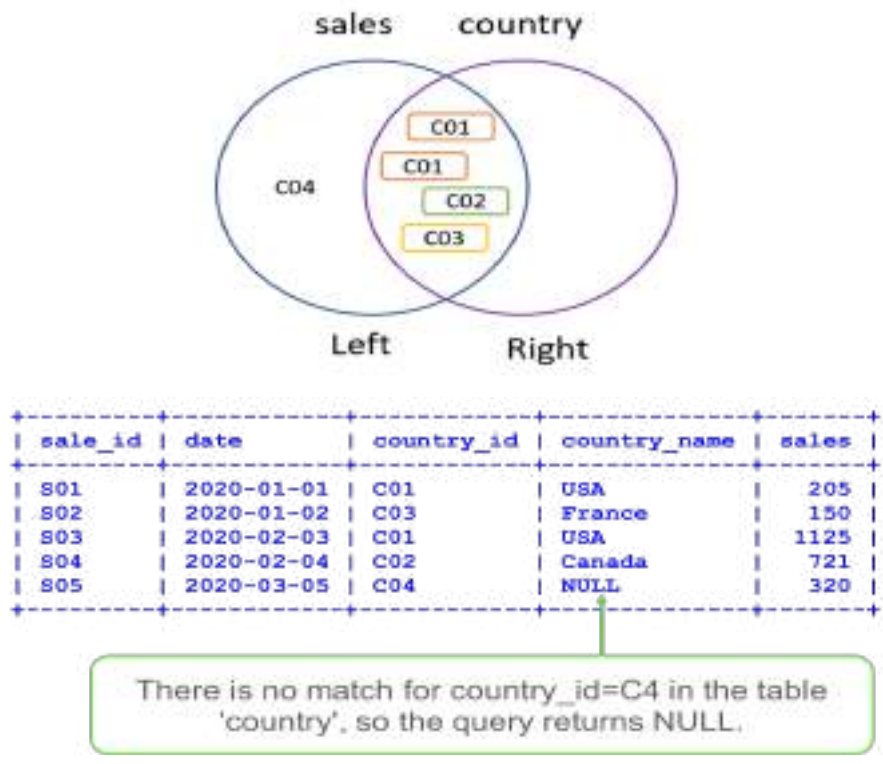 sales country
C01
C01
C04
C02
C03
Left
Right
| sale_id | date | country_id | country_name | sales |
| S01 | 2020-01-01 | C01 | USA | 205 |
| S02 | 2020-01-02 | C03 | France | 150 |
| S03 | 2020-02-03 | C01 | USA | 1125 |
| S04 | 2020-02-04 | C02 | Canada | 721 |
| S05 | 2020-03-05 | C04 | NULL | 320 |
There is no match for country_id=C4 in the table
'country', so the query returns NULL.